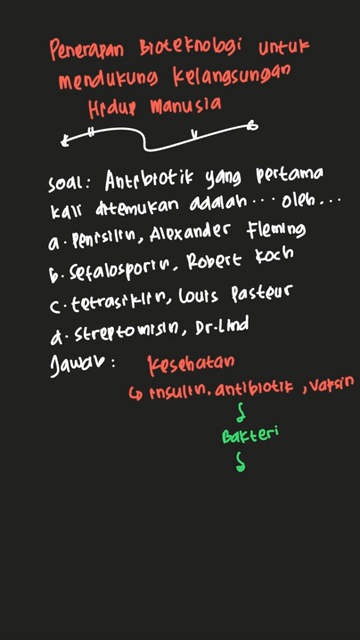 Penerapan Bioteknologi untuk
mendukung Kelangsungan
Hidup Manusia
Soal: Antibiotik yang pertama
kali ditemukan adalah ... oleh ...
a. Penisilin, Alexander Fleming
b. Sefalosporin, Robert Koch
c. tetrasiklin, Louis Pasteur
d. Streptomisin, Dr. Lind
Jawab: Kesehatan
↳ insulin, antibiotik, Vaksin
↓
Bakteri
↓